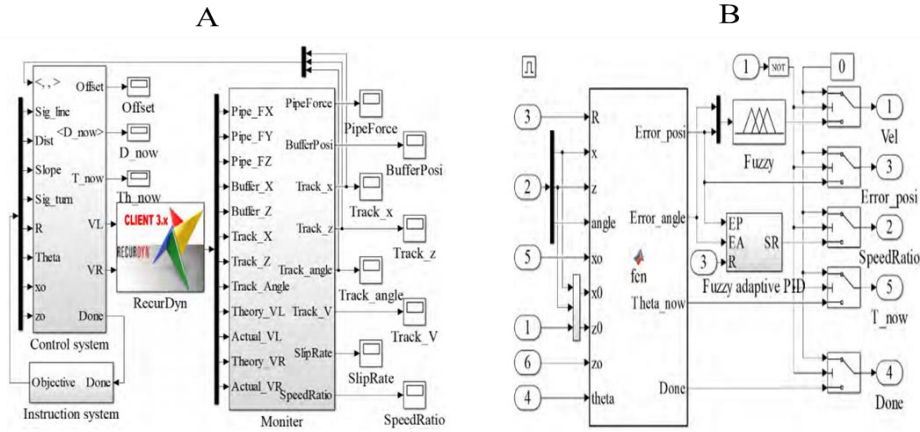 A
B
<, , >
Sig_line
Dist
Slope
Sig_turn
R
Theta
xo
zo
Offset
<D_now>
T_now
VL
VR
Done
Control system
Objective
Done
Instruction system
Offset
D_now
Th_now
CLIENT 3.x
RECURDYN
RecurDyn
Pipe_FX
Pipe_FY
Pipe_FZ
Buffer_X
Buffer_Z
Track_X
Track_Z
Track_Angle
Theory_VL
Actual_VL
Theory_VR
Actual_VR
PipeForce
BufferPosi
Track_x
Track_z
Track_angle
Track_V
SlipRate
SpeedRatio
Moniter
PipeForce
BufferPosi
Track_x
Track_z
Track_angle
Track_V
SlipRate
SpeedRatio
3
2
5
1
6
4
R
x
z
angle
xo
x0
z0
zo
theta
Error_posi
Error_angle
fcn
Theta_now
Done
1
NOT
0
Fuzzy
EP
EA
R
SR
3
Fuzzy adaptive PID
1
Vel
3
Error_posi
2
SpeedRatio
5
T_now
4
Done